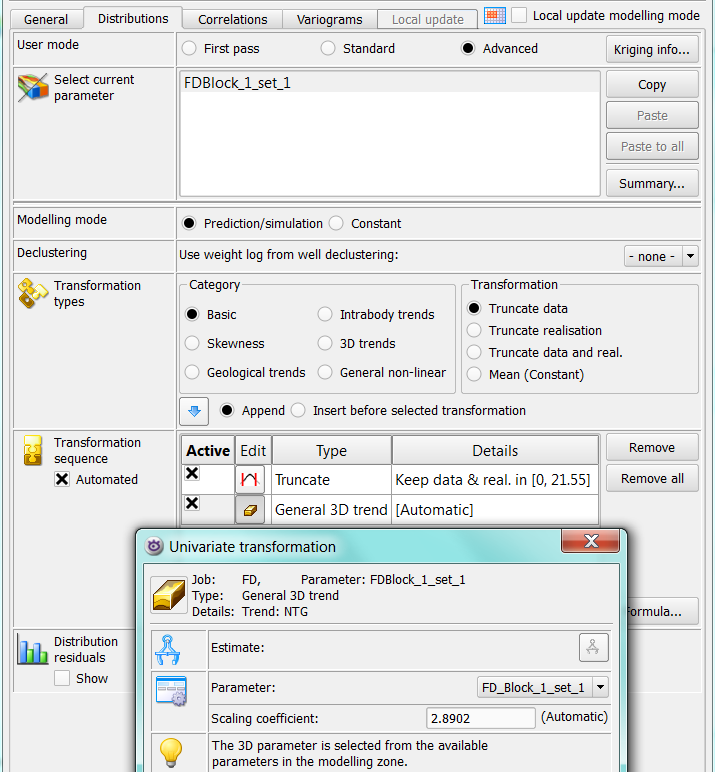 General Distributions Correlations Variograms Local update Local update modelling mode
User mode First pass Standard Advanced Kriging info...
Select current
parameter
FDBlock_1_set_1
Copy
Paste
Paste to all
Summary...
Modelling mode Prediction/simulation Constant
Declustering Use weight log from well declustering: - none -
Transformation
types
Category
Basic Intrabody trends
Skewness 3D trends
Geological trends General non-linear
Transformation
Truncate data
Truncate realisation
Truncate data and real.
Mean (Constant)
Append Insert before selected transformation
Transformation
sequence
Automated
Active Edit Type Details
Truncate Keep data & real. in [0, 21.55]
General 3D trend [Automatic]
Remove
Remove all
Formula...
Distribution
residuals
Show
Univariate transformation
Job: FD, Parameter: FDBlock_1_set_1
Type: General 3D trend
Details: Trend: NTG
Estimate:
Parameter: FD_Block_1_set_1
Scaling coefficient: 2.8902 (Automatic)
The 3D parameter is selected from the available
parameters in the modelling zone.